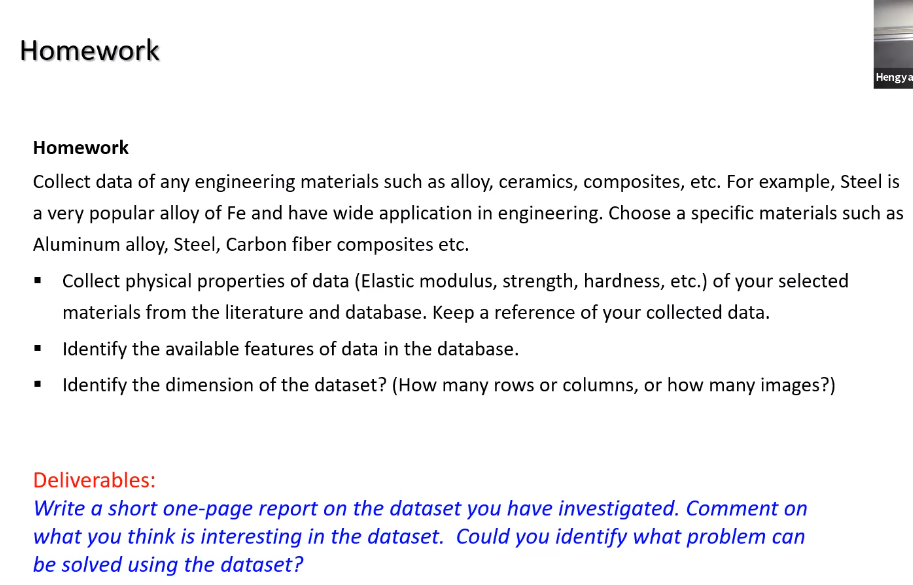 Homework
Hengya
Homework
Collect data of any engineering materials such as alloy, ceramics, composites, etc. For example, Steel is
a very popular alloy of Fe and have wide application in engineering. Choose a specific materials such as
Aluminum alloy, Steel, Carbon fiber composites etc.
▪ Collect physical properties of data (Elastic modulus, strength, hardness, etc.) of your selected
materials from the literature and database. Keep a reference of your collected data.
▪ Identify the available features of data in the database.
▪ Identify the dimension of the dataset? (How many rows or columns, or how many images?)
Deliverables:
Write a short one-page report on the dataset you have investigated. Comment on
what you think is interesting in the dataset.  Could you identify what problem can
be solved using the dataset?